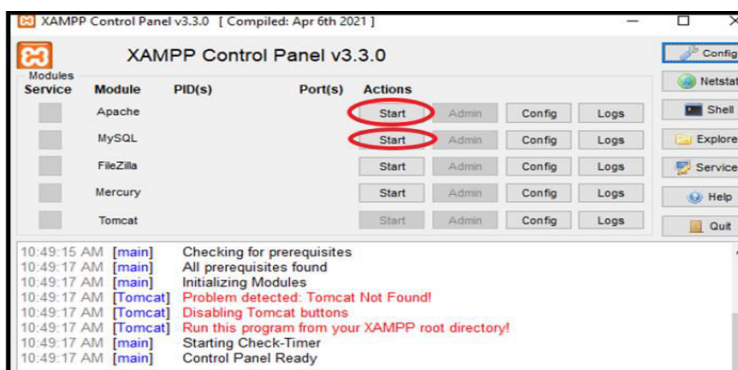 XAMPP Control Panel v3.3.0 [ Compiled: Apr 6th 2021 ]
XAMPP Control Panel v3.3.0
Config
Modules
Service Module PID(s) Port(s) Actions
Netstat
Apache Start Admin Config Logs
Shell
MySQL Start Admin Config Logs
Explore
FileZilla Start Admin Config Logs
Service
Mercury Start Admin Config Logs
Help
Tomcat Start Admin Config Logs
Quit
10:49:15 AM [main] Checking for prerequisites
10:49:17 AM [main] All prerequisites found
10:49:17 AM [main] Initializing Modules
10:49:17 AM [Tomcat] Problem detected: Tomcat Not Found!
10:49:17 AM [Tomcat] Disabling Tomcat buttons
10:49:17 AM [Tomcat] Run this program from your XAMPP root directory!
10:49:17 AM [main] Starting Check-Timer
10:49:17 AM [main] Control Panel Ready